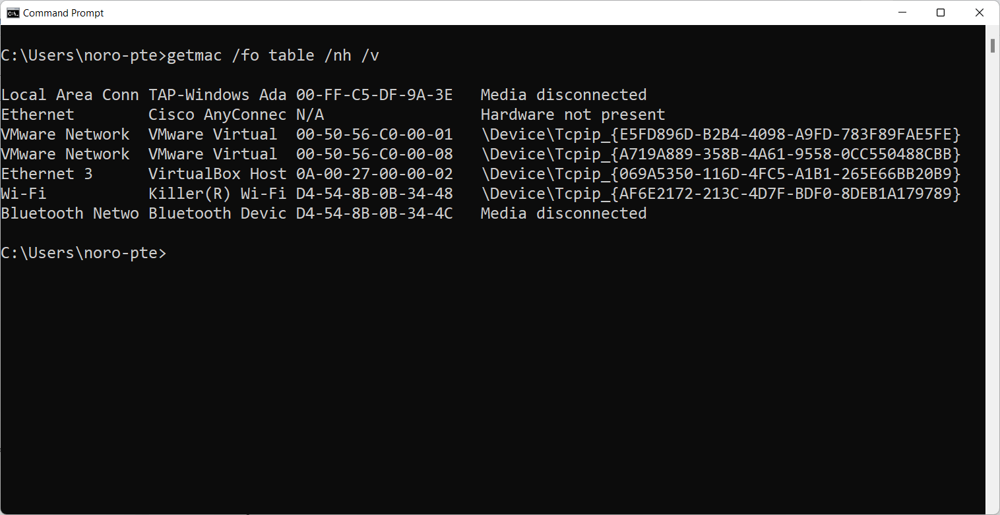 Command Prompt
C:\Users\noro-pte>getmac /fo table /nh /v
Local Area Conn TAP-Windows Ada 00-FF-C5-DF-9A-3E   Media disconnected
Ethernet        Cisco AnyConnec N/A                 Hardware not present
VMware Network  VMware Virtual  00-50-56-C0-00-01   \Device\Tcpip_{E5FD896D-B2B4-4098-A9FD-783F89FAE5FE}
VMware Network  VMware Virtual  00-50-56-C0-00-08   \Device\Tcpip_{A719A889-358B-4A61-9558-0CC550488CBB}
Ethernet 3      VirtualBox Host 0A-00-27-00-00-02   \Device\Tcpip_{069A5350-116D-4FC5-A1B1-265E66BB20B9}
Wi-Fi           Killer(R) Wi-Fi D4-54-8B-0B-34-48   \Device\Tcpip_{AF6E2172-213C-4D7F-BDF0-8DEB1A179789}
Bluetooth Netwo Bluetooth Devic D4-54-8B-0B-34-4C   Media disconnected
C:\Users\noro-pte>